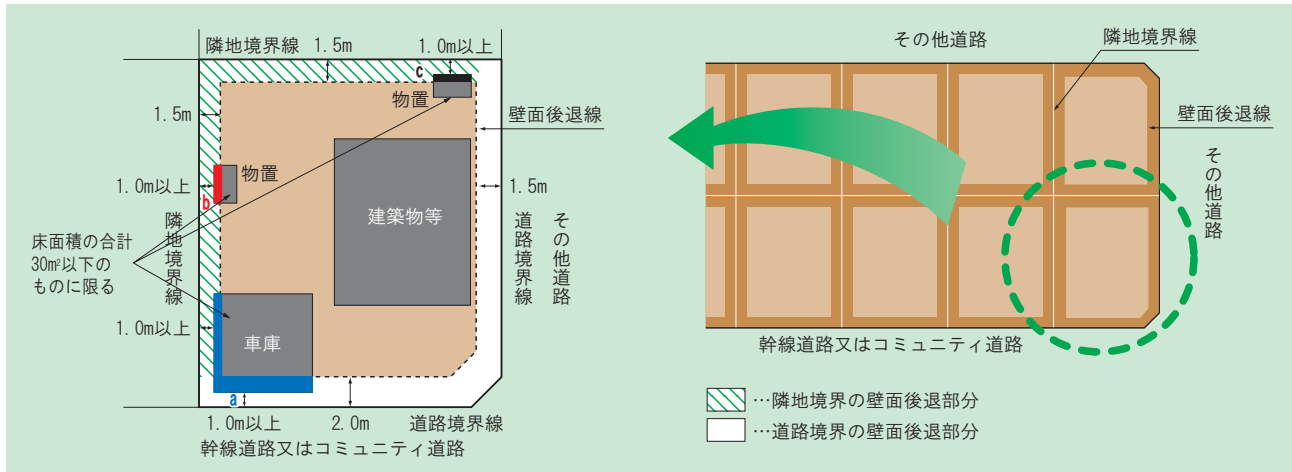 隣地境界線
1.5m
1.0m以上
c
物置
1.5m
壁面後退線
物置
1.0m以上
b
1.5m
建築物等
隣地境界線
道路境界線
その他道路
床面積の合計
30㎡以下の
ものに限る
1.0m以上
車庫
a
1.0m以上
2.0m
道路境界線
幹線道路又はコミュニティ道路
その他道路
隣地境界線
壁面後退線
その他道路
幹線道路又はコミュニティ道路
…隣地境界の壁面後退部分
…道路境界の壁面後退部分